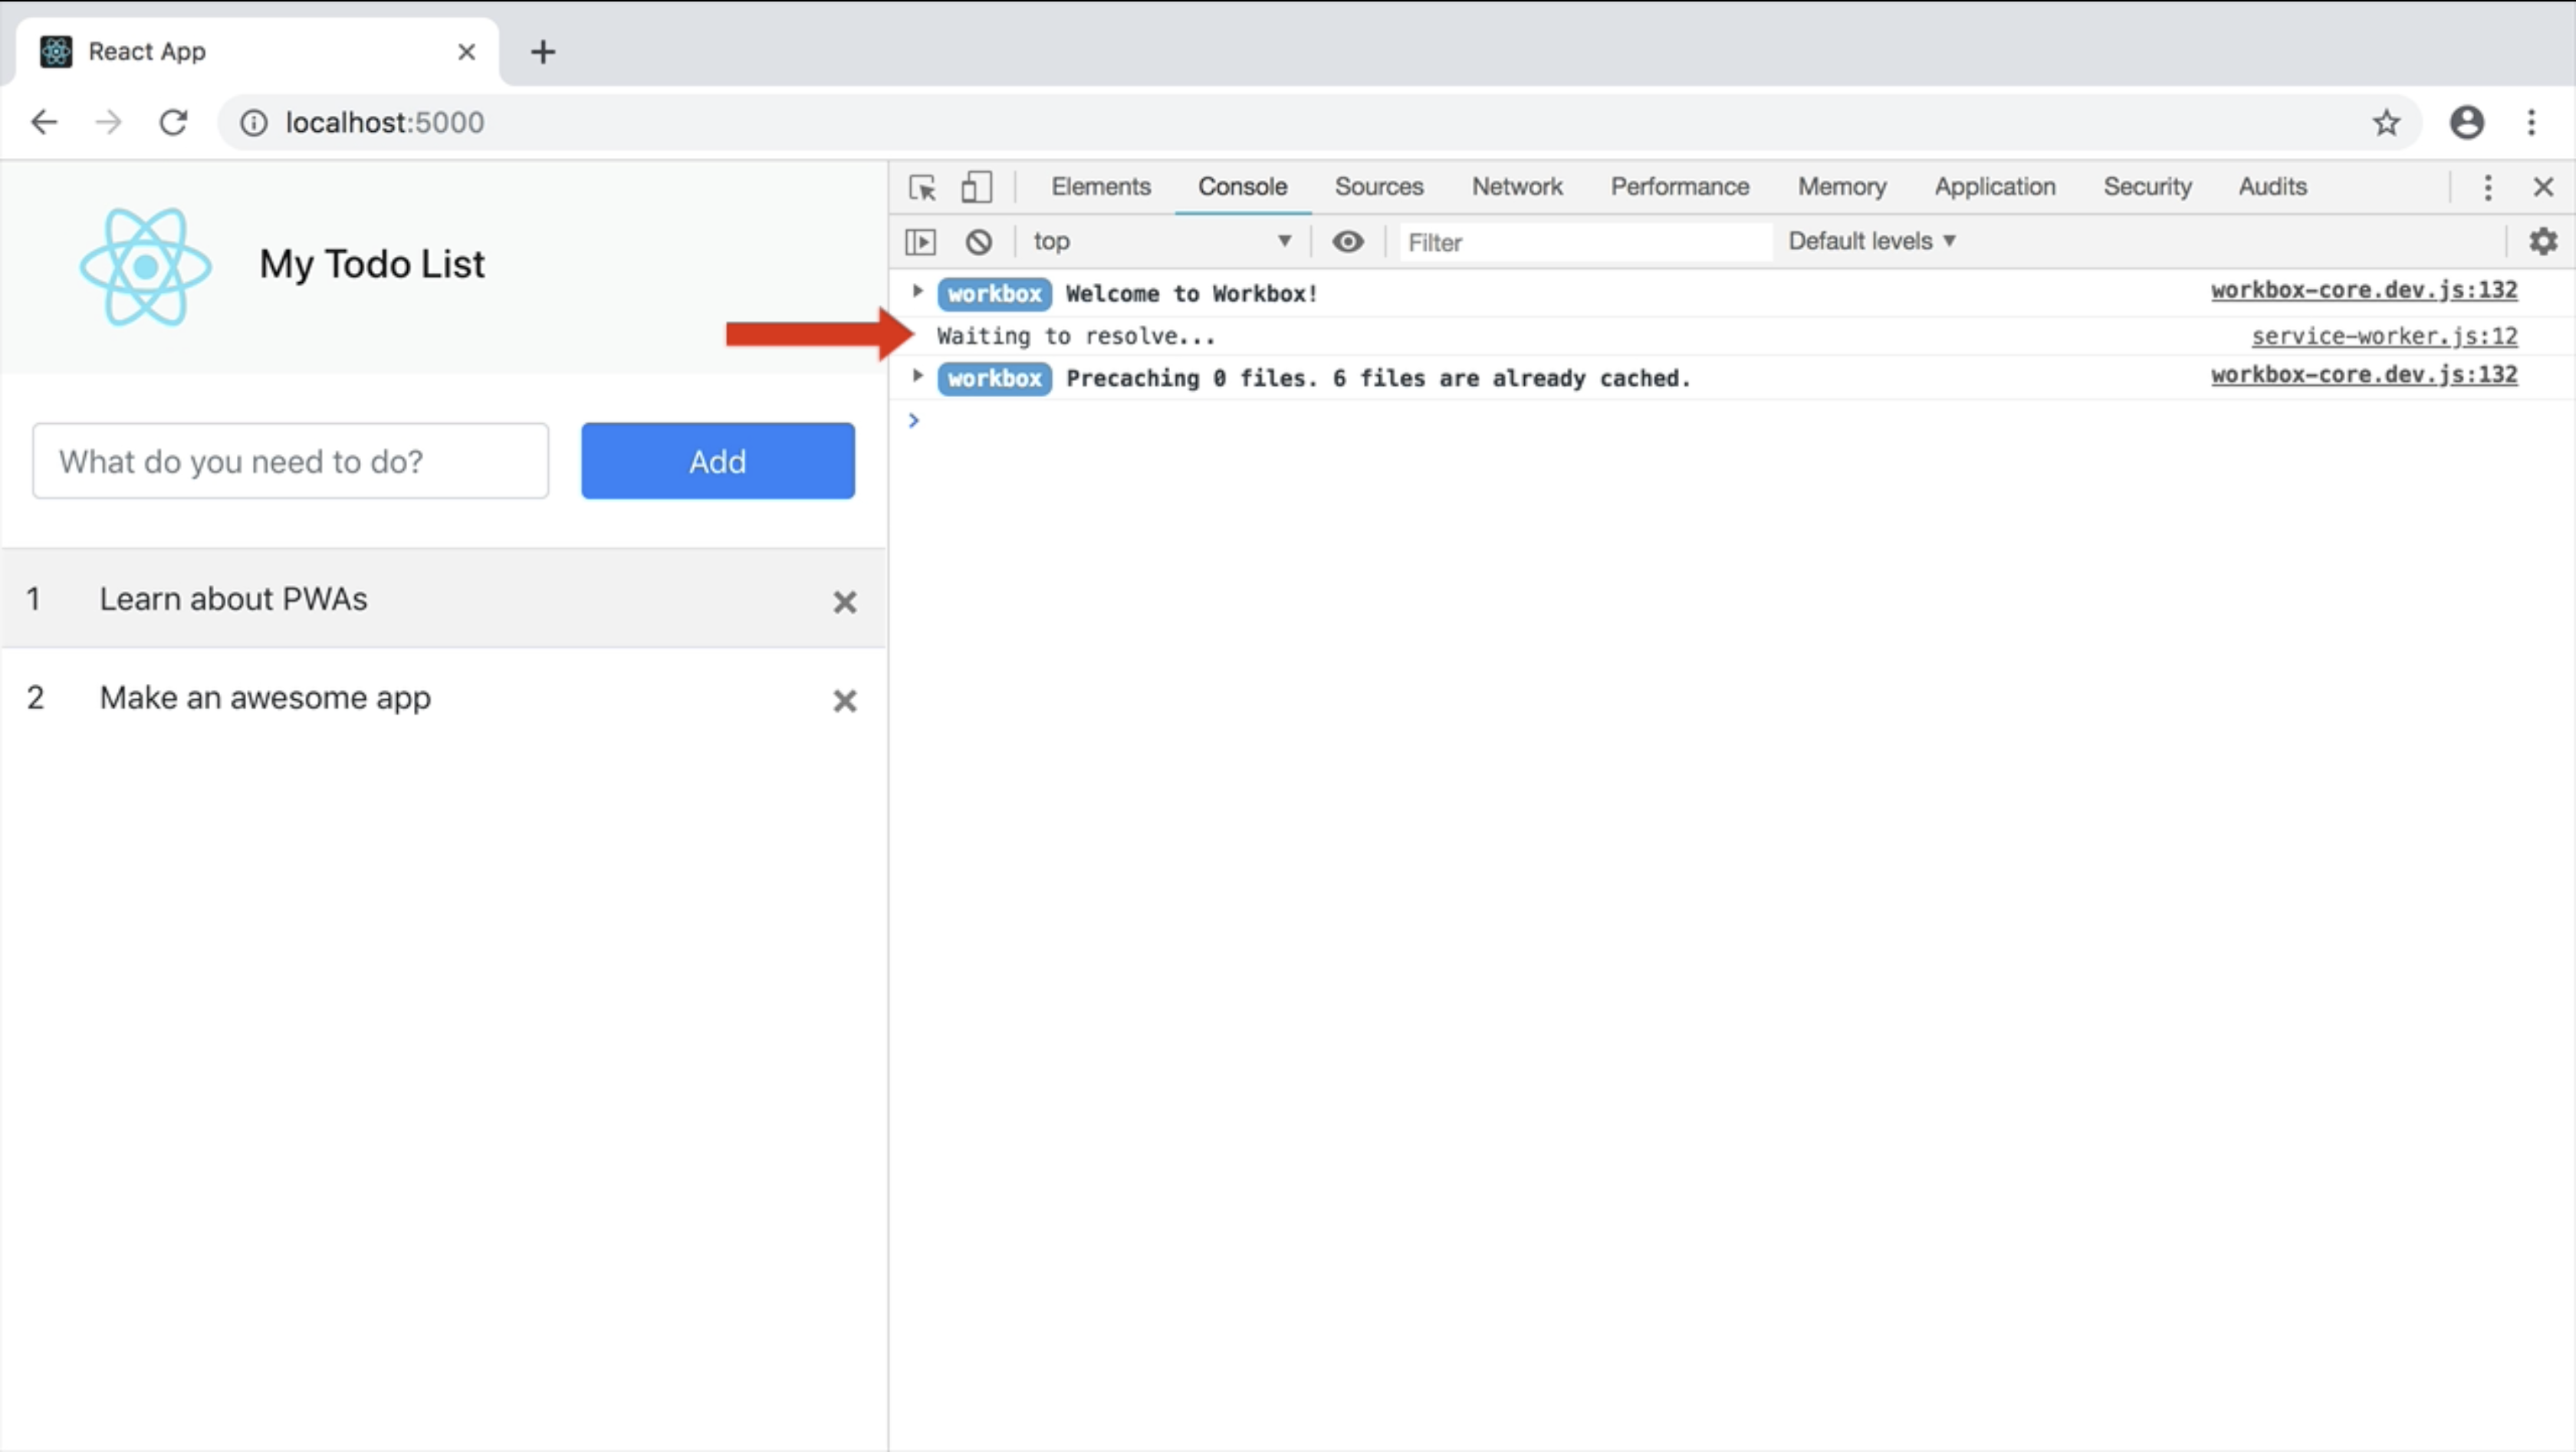 React App
localhost:5000
My Todo List
What do you need to do?
Add
1 Learn about PWAs
2 Make an awesome app
Elements Console Sources Network Performance Memory Application Security Audits
top Filter Default levels
workbox Welcome to Workbox! workbox-core.dev.js:132
Waiting to resolve... service-worker.js:12
workbox Precaching 0 files. 6 files are already cached. workbox-core.dev.js:132